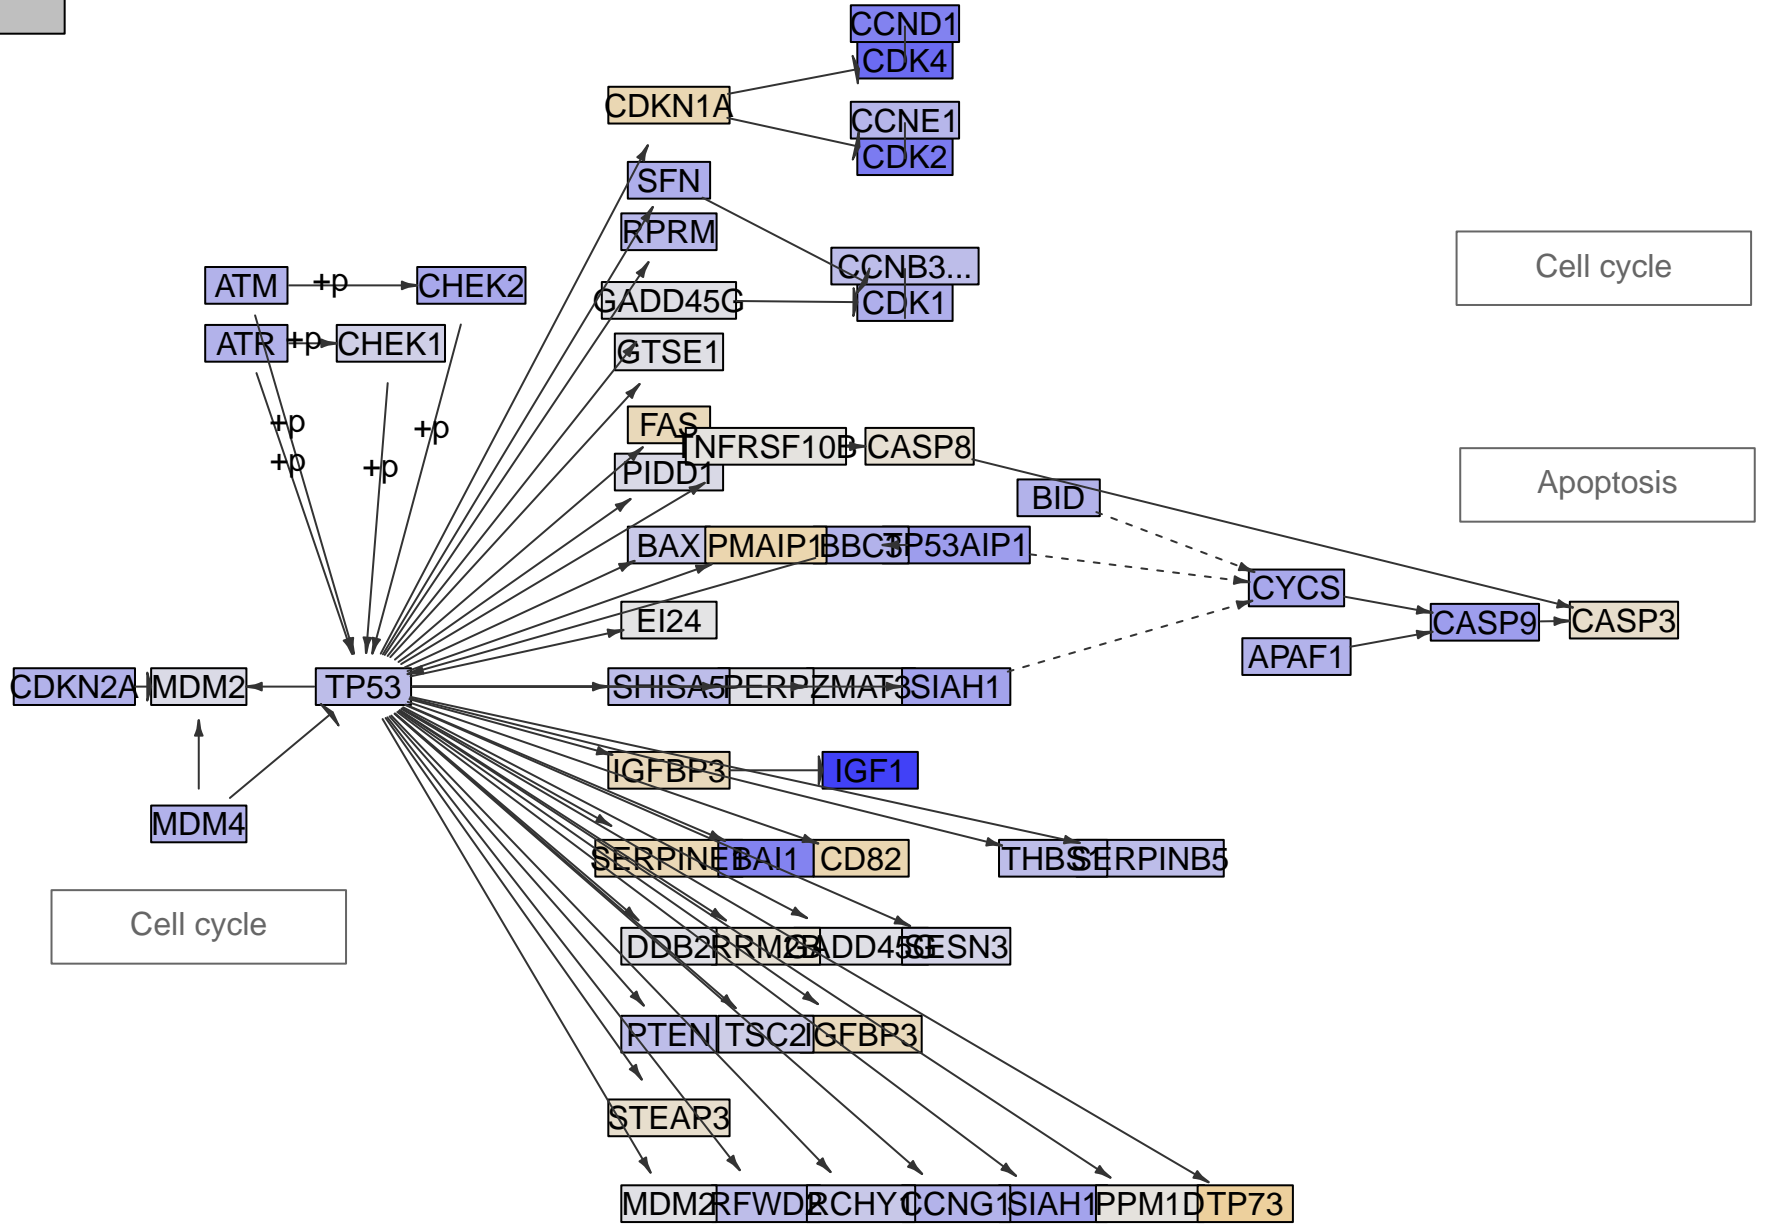 CCND1
CDK4
CDKN1A
CCNE1
CDK2
SFN
RPRM
CCNB3...
Cell cycle
ATM
+p
CHEK2
GADD45G
CDK1
ATR
+p
CHEK1
GTSE1
+p
+p
FAS
TNFRSF10B
CASP8
+p
+p
PIDD1
Apoptosis
BID
BAX
PMAIP1
BBC3
TP53AIP1
CYCS
EI24
CASP9
CASP3
APAF1
CDKN2A
MDM2
TP53
SHISA5
PERP
ZMAT3
SIAH1
IGFBP3
IGF1
MDM4
SERPINE1
BAI1
CD82
THBS1
SERPINB5
Cell cycle
DDB2
RRM2B
GADD45G
SESN3
PTEN
TSC2
IGFBP3
STEAP3
MDM2
RFWD2
RCHY1
CCNG1
SIAH1
PPM1D
TP73